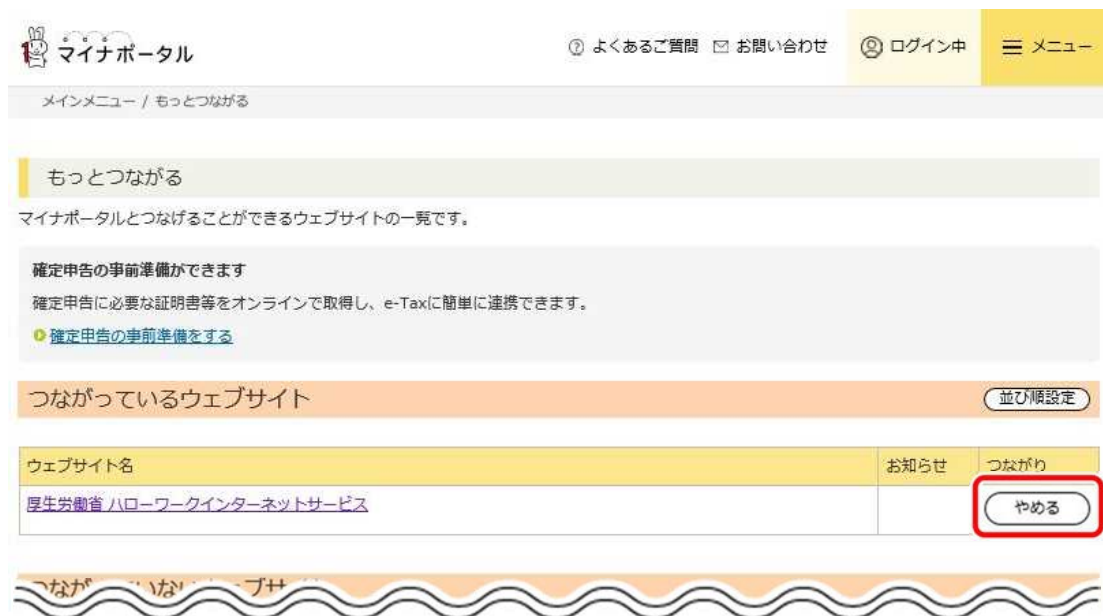 マイナポータル
よくあるご質問 お問い合わせ ログイン中 メニュー
メインメニュー / もっとつながる
もっとつながる
マイナポータルとつなげることができるウェブサイトの一覧です。
確定申告の事前準備ができます
確定申告に必要な証明書等をオンラインで取得し、e-Taxに簡単に連携できます。
確定申告の事前準備をする
つながっているウェブサイト 並び順設定
ウェブサイト名 お知らせ つながり
厚生労働省 ハローワークインターネットサービス やめる